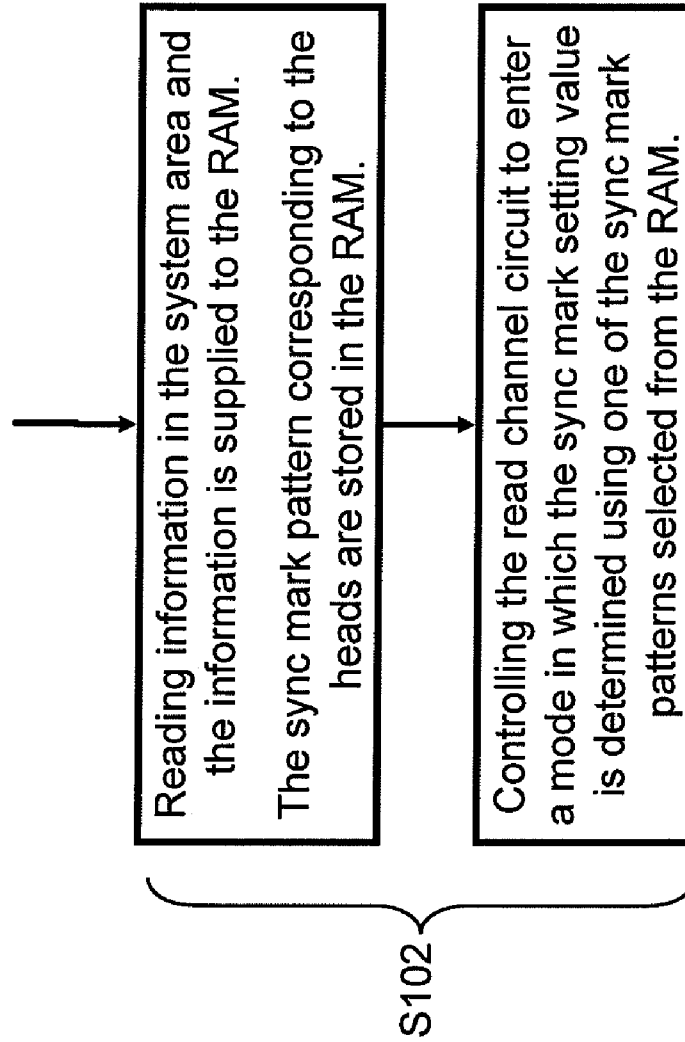 Reading information in the system area and
the information is supplied to the RAM.
The sync mark pattern corresponding to the
heads are stored in the RAM.
Controlling the read channel circuit to enter
a mode in which the sync mark setting value
is determined using one of the sync mark
patterns selected from the RAM.
S102